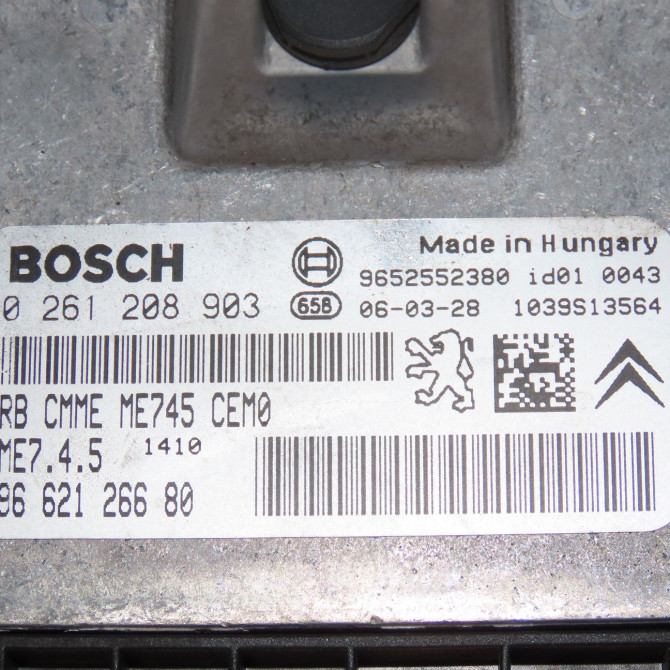 BOSCH
Made in Hungary
9652552380 id01 0043
0 261 208 903
65B
06-03-28 1039S13564
RB CMME ME745 CEM0
ME7.4.5 1410
96 621 266 80